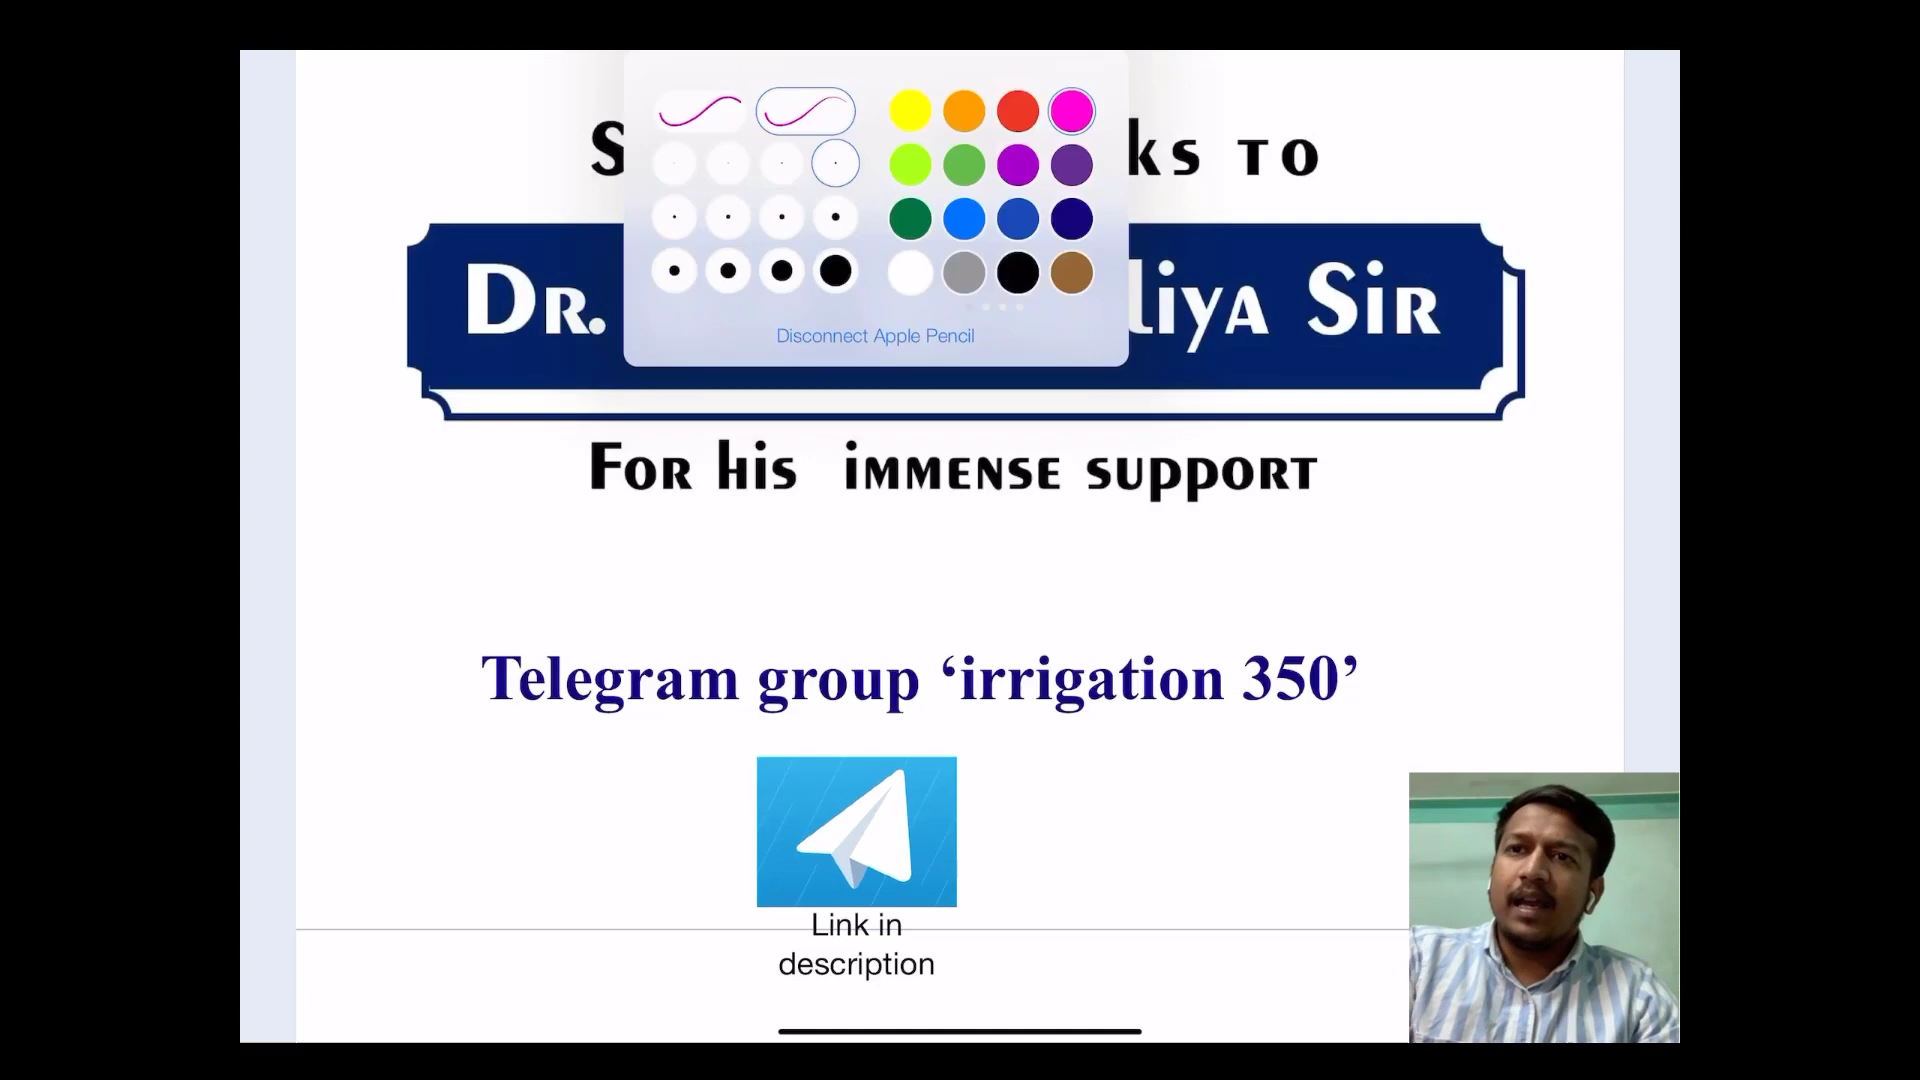 ks to
Dr. liya Sir
Disconnect Apple Pencil
For his immense support
Telegram group ‘irrigation 350’
Link in
description